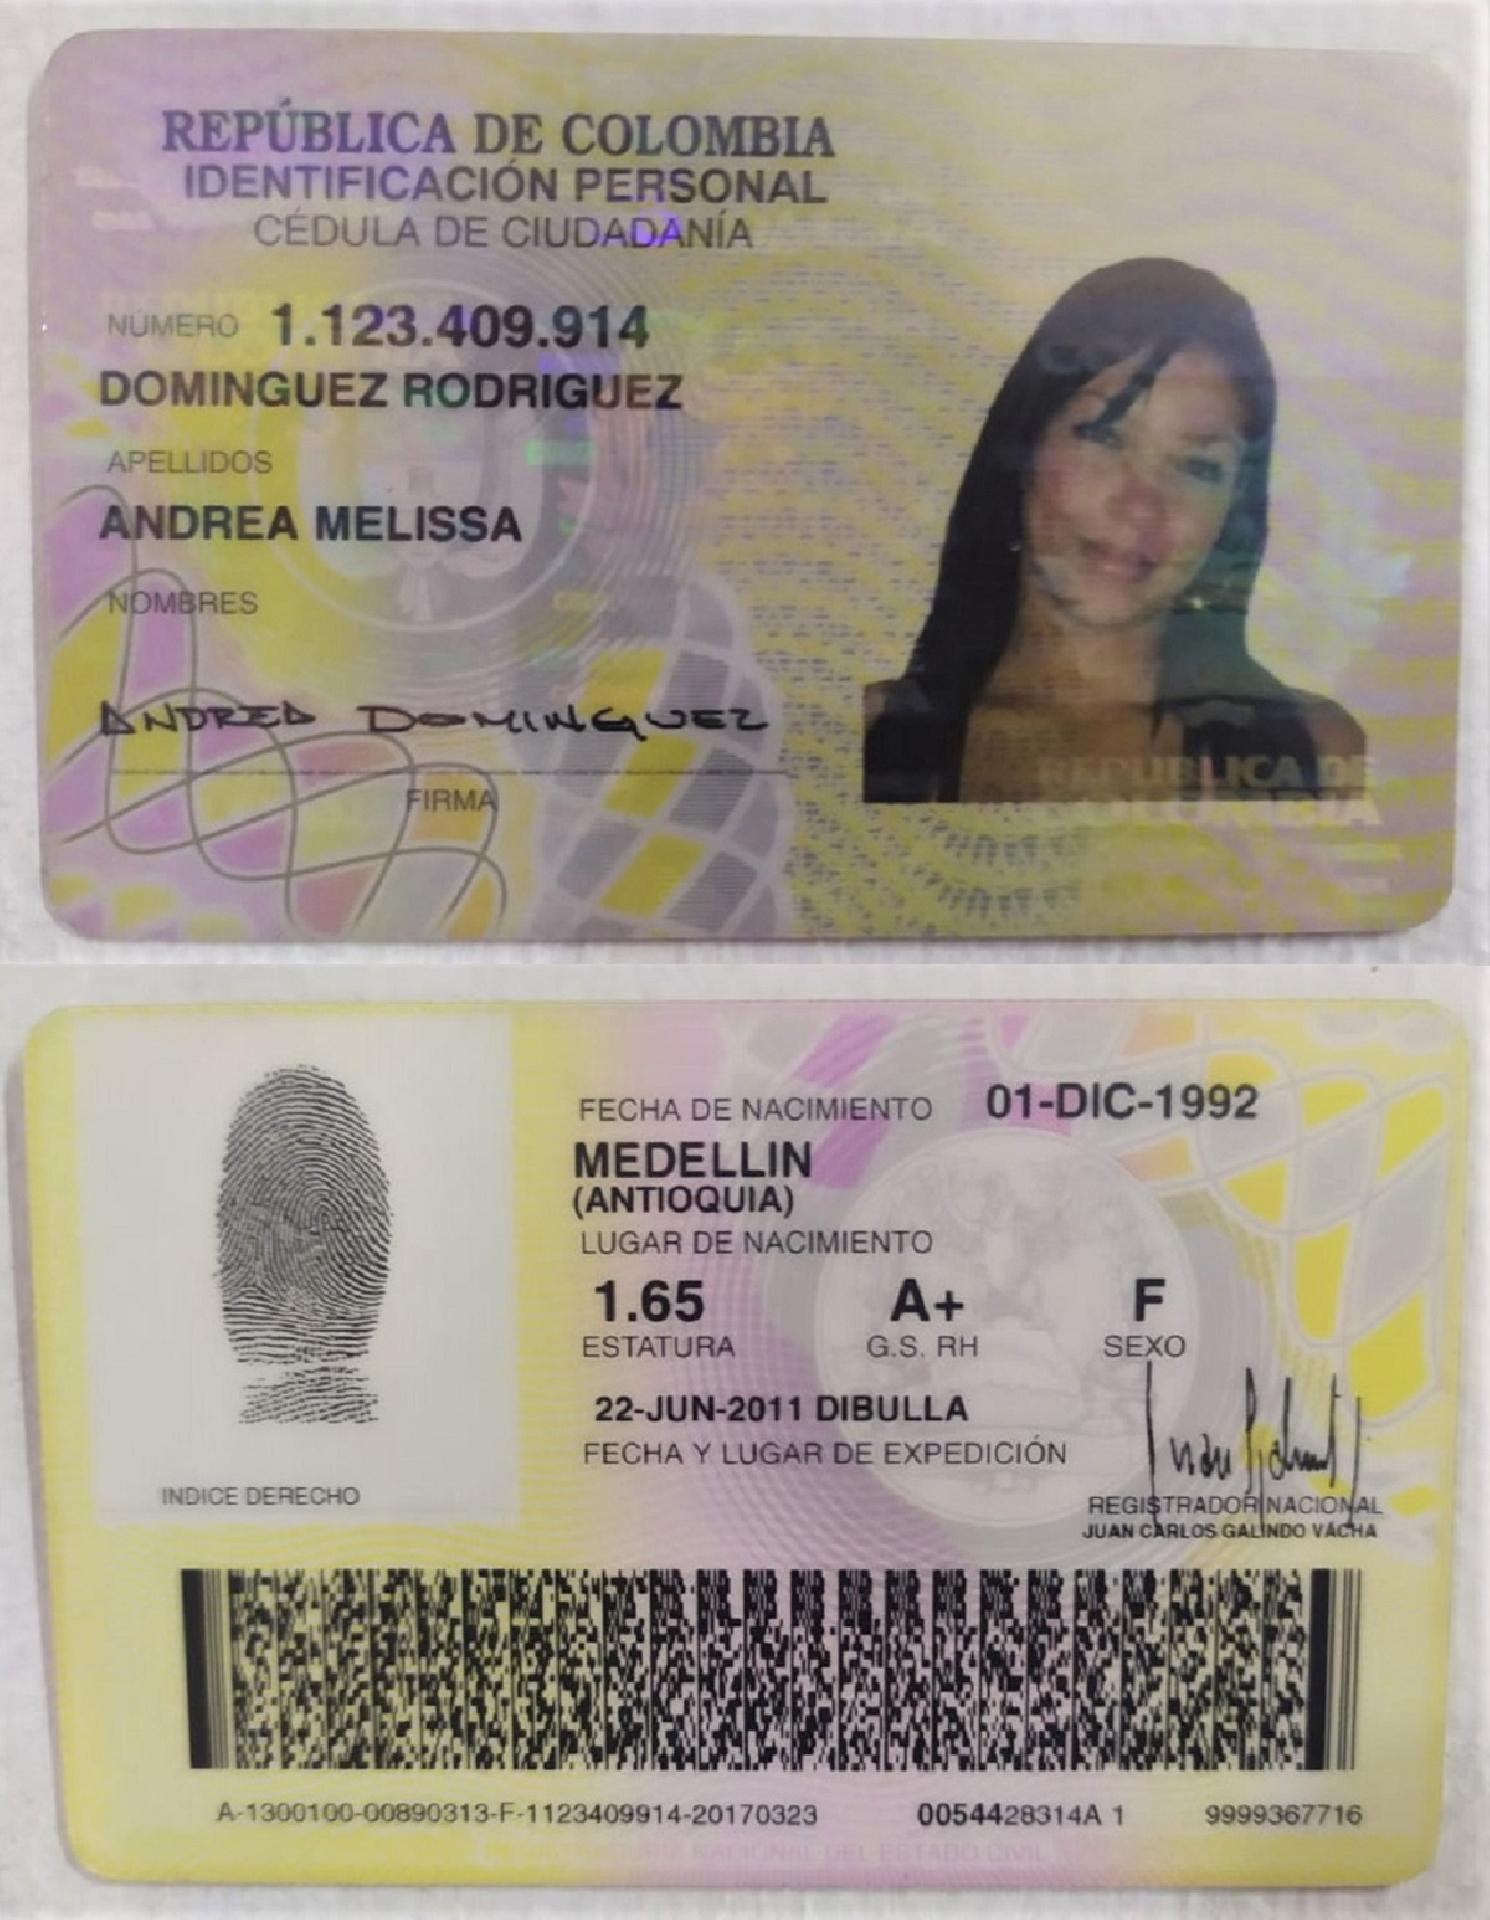 REPÚBLICA DE COLOMBIA
IDENTIFICACIÓN PERSONAL
CÉDULA DE CIUDADANÍA
NÚMERO 1.123.409.914
DOMINGUEZ RODRIGUEZ
APELLIDOS
ANDREA MELISSA
NOMBRES
ANDREA DOMINGUEZ
FIRMA
REPUBLICA DE
COLOMBIA
FECHA DE NACIMIENTO 01-DIC-1992
MEDELLIN
(ANTIOQUIA)
LUGAR DE NACIMIENTO
1.65 A+ F
ESTATURA G.S. RH SEXO
22-JUN-2011 DIBULLA
FECHA Y LUGAR DE EXPEDICIÓN
INDICE DERECHO
REGISTRADOR NACIONAL
JUAN CARLOS GALINDO VÁCHA
A-1300100-00890313-F-1123409914-20170323 0054428314A 1 9999367716
NACIONAL DEL ESTADO CIVIL